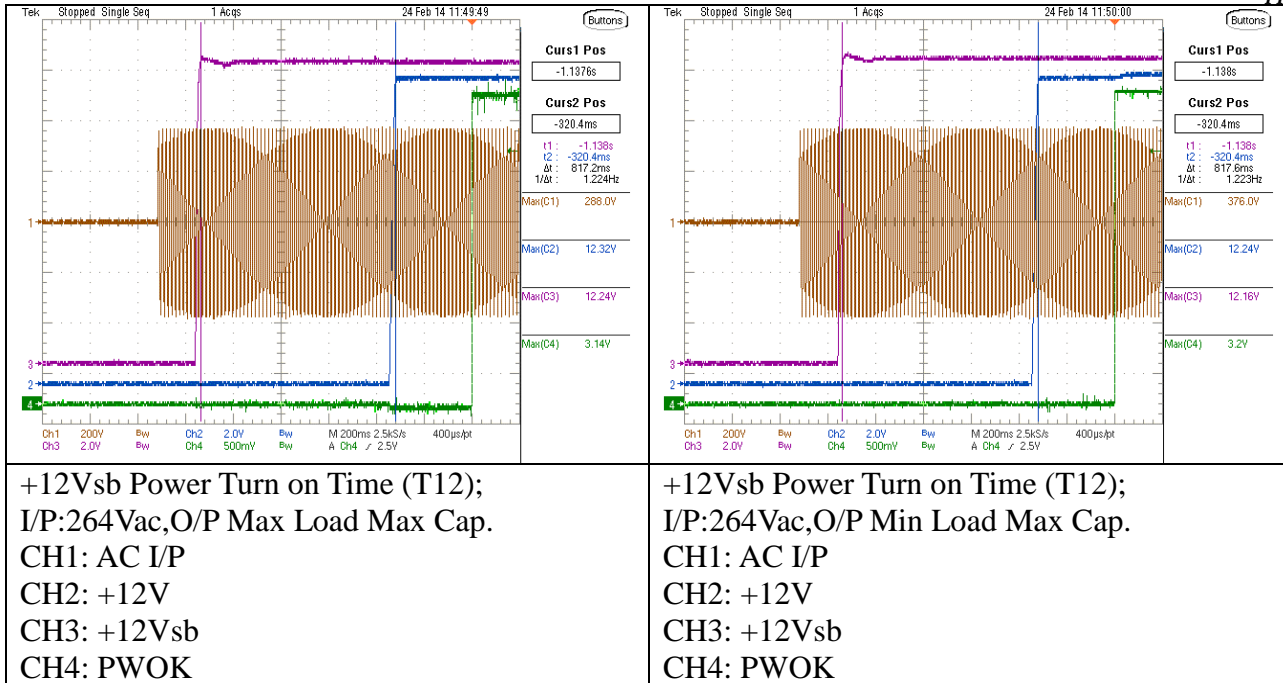 Tek Stopped Single Seq 1 Acqs 24 Feb 14 11:49:49
Buttons
Curs1 Pos
-1.1376s
Curs2 Pos
-320.4ms
t1 : -1.138s
t2 : -320.4ms
Δt : 817.2ms
1/Δt : 1.224Hz
Max(C1) 288.0V
Max(C2) 12.32V
Max(C3) 12.24V
Max(C4) 3.14V
1
3
2
4
Ch1 200V Bw Ch2 2.0V Bw M 200ms 2.5kS/s 400µs/pt
Ch3 2.0V Bw Ch4 500mV Bw A Ch4 / 2.5V
+12Vsb Power Turn on Time (T12);
I/P:264Vac,O/P Max Load Max Cap.
CH1: AC I/P
CH2: +12V
CH3: +12Vsb
CH4: PWOK
Tek Stopped Single Seq 1 Acqs 24 Feb 14 11:50:00
Buttons
Curs1 Pos
-1.138s
Curs2 Pos
-320.4ms
t1 : -1.138s
t2 : -320.4ms
Δt : 817.6ms
1/Δt : 1.223Hz
Max(C1) 376.0V
Max(C2) 12.24V
Max(C3) 12.16V
Max(C4) 3.2V
1
3
2
4
Ch1 200V Bw Ch2 2.0V Bw M 200ms 2.5kS/s 400µs/pt
Ch3 2.0V Bw Ch4 500mV Bw A Ch4 / 2.5V
+12Vsb Power Turn on Time (T12);
I/P:264Vac,O/P Min Load Max Cap.
CH1: AC I/P
CH2: +12V
CH3: +12Vsb
CH4: PWOK